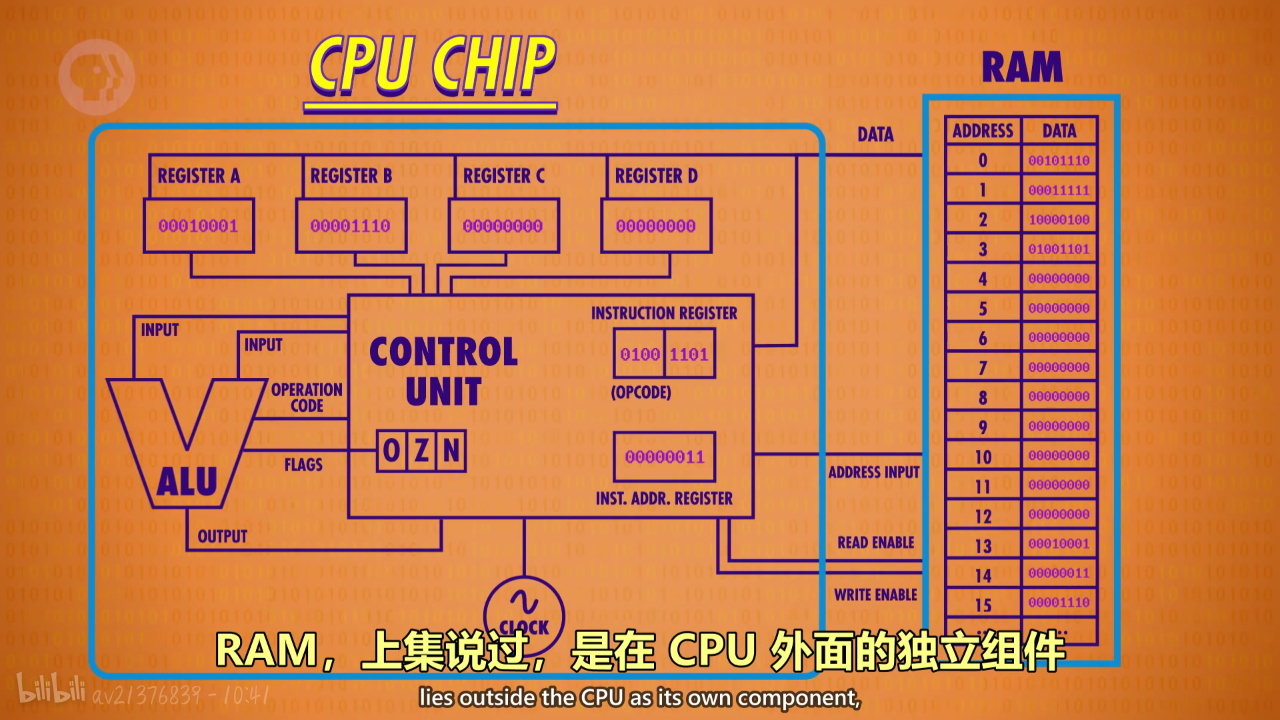 CPU CHIP
RAM
REGISTER A
REGISTER B
REGISTER C
REGISTER D
00010001
00001110
00000000
00000000
DATA
INPUT
INPUT
OPERATION
CODE
FLAGS
ALU
OUTPUT
CONTROL
UNIT
O Z N
INSTRUCTION REGISTER
0100 1101
(OPCODE)
00000011
INST. ADDR. REGISTER
CLOCK
ADDRESS INPUT
READ ENABLE
WRITE ENABLE
ADDRESS DATA
0 00101110
1 00011111
2 10000100
3 01001101
4 00000000
5 00000000
6 00000000
7 00000000
8 00000000
9 00000000
10 00000000
11 00000000
12 00000000
13 00010001
14 00000011
15 00001110
RAM，上集说过，是在 CPU 外面的独立组件
lies outside the CPU as its own component,
bilibili av21376839 - 10:41